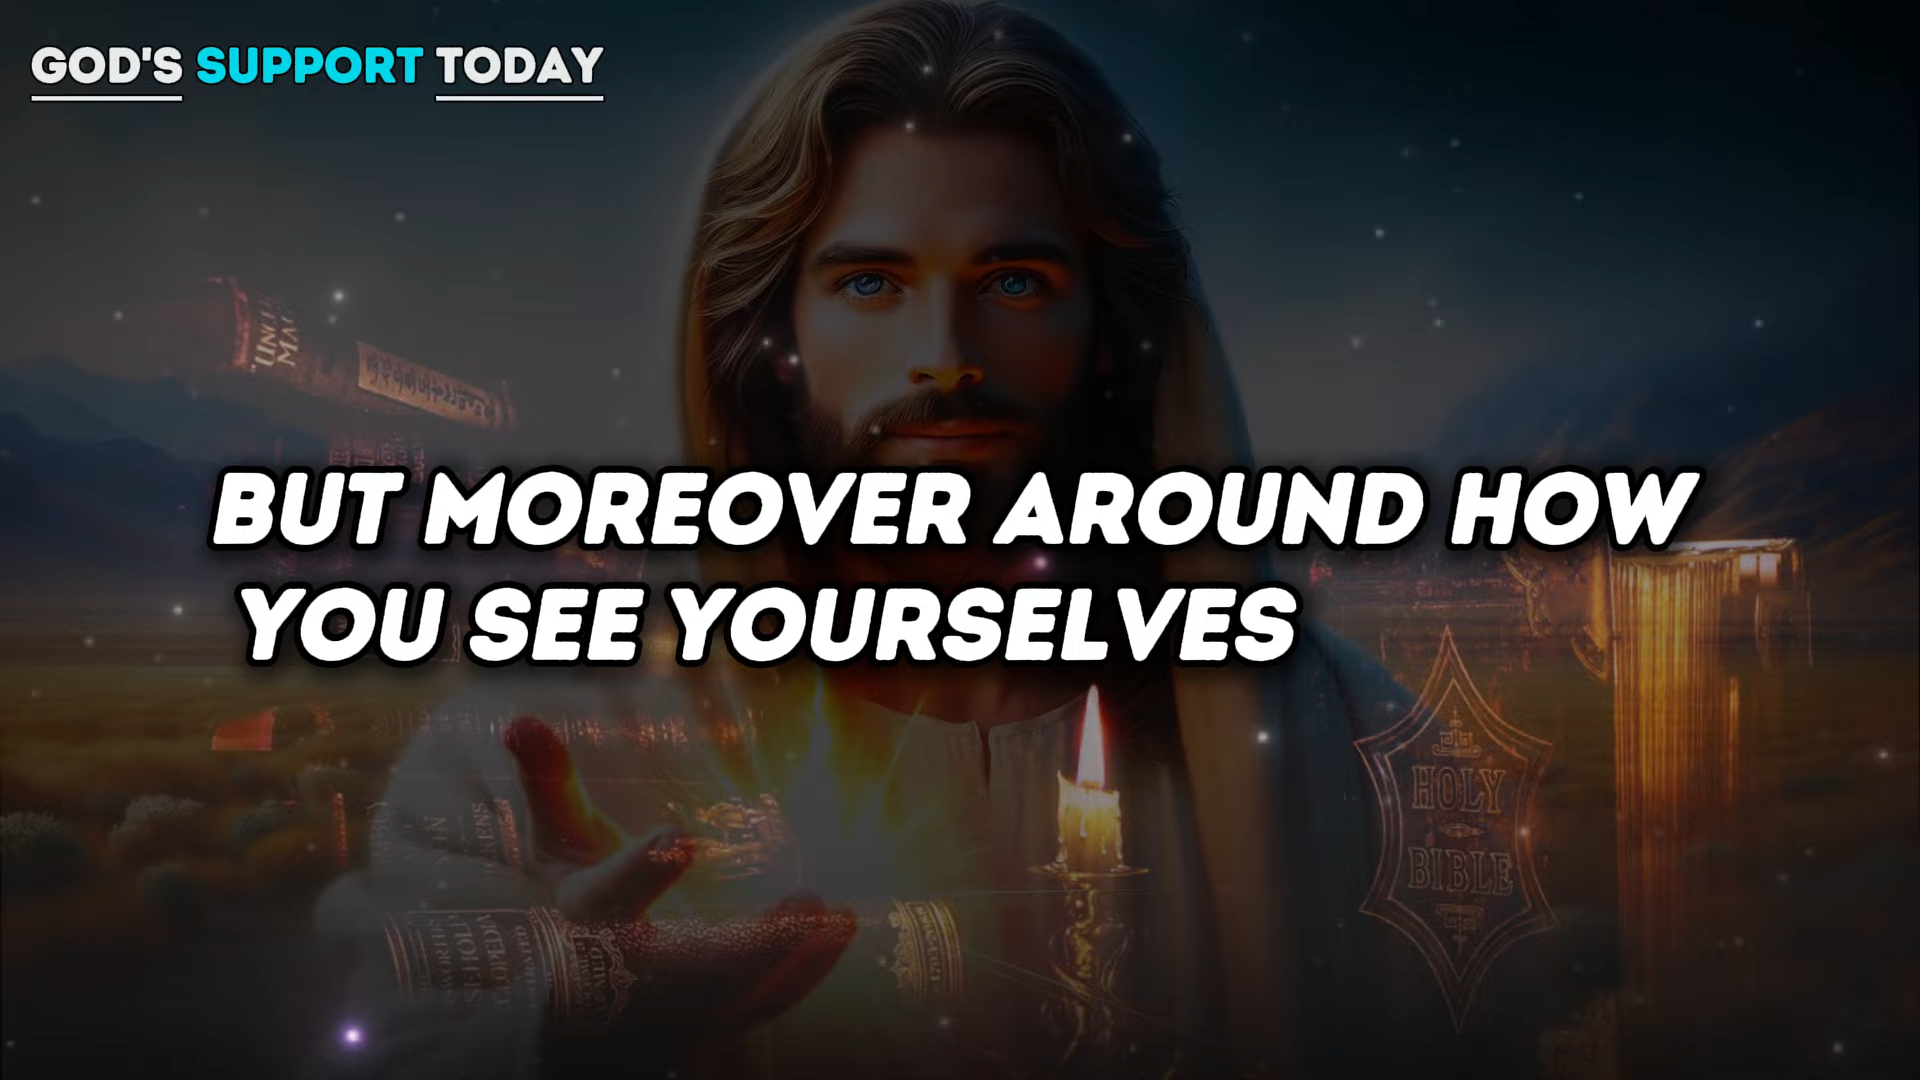 GOD'S SUPPORT TODAY
BUT MOREOVER AROUND HOW
YOU SEE YOURSELVES
HOLY
BIBLE